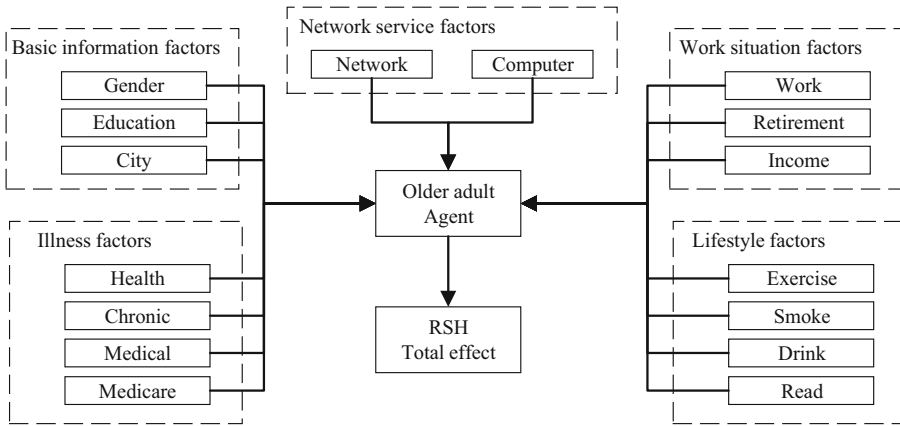 Basic information factors
Gender
Education
City
Network service factors
Network
Computer
Work situation factors
Work
Retirement
Income
Older adult
Agent
Illness factors
Health
Chronic
Medical
Medicare
RSH
Total effect
Lifestyle factors
Exercise
Smoke
Drink
Read